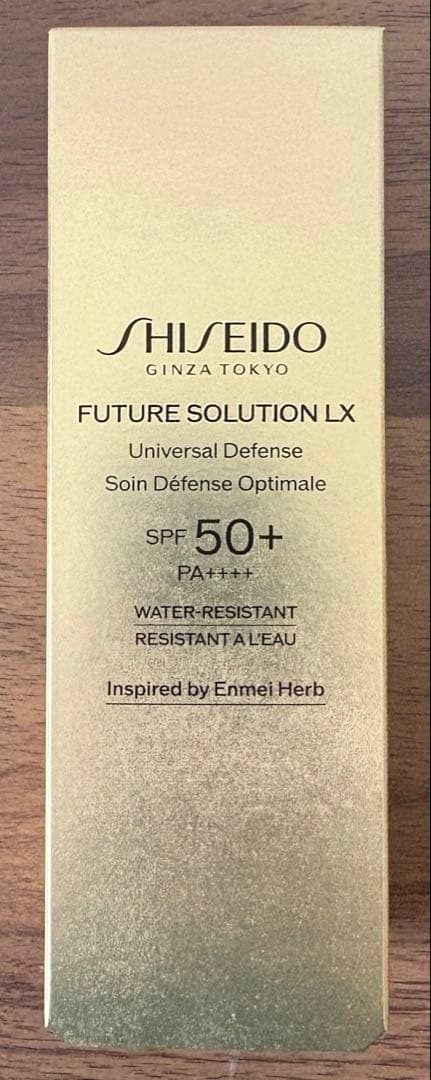 SHISEIDO
GINZA TOKYO
FUTURE SOLUTION LX
Universal Defense
Soin Défense Optimale
SPF 50+
PA++++
WATER-RESISTANT
RESISTANT A L'EAU
Inspired by Enmei Herb